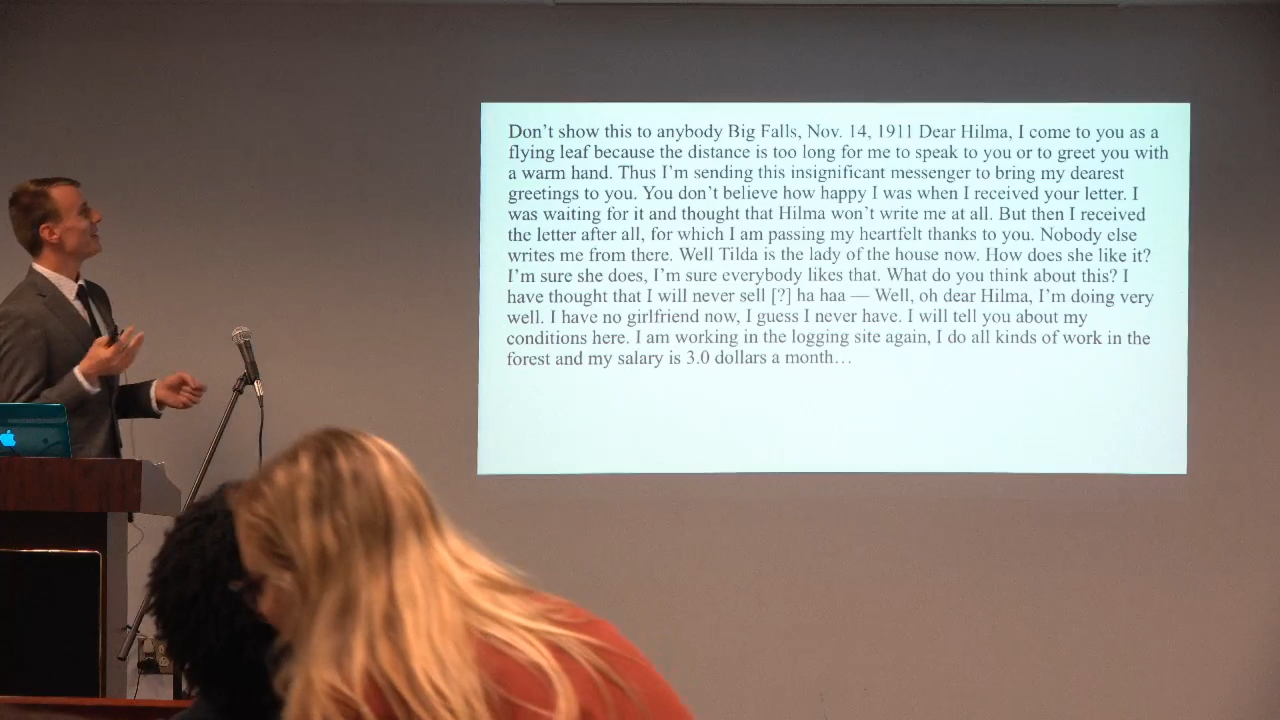 Don't show this to anybody Big Falls, Nov. 14, 1911 Dear Hilma, I come to you as a
flying leaf because the distance is too long for me to speak to you or to greet you with
a warm hand. Thus I'm sending this insignificant messenger to bring my dearest
greetings to you. You don't believe how happy I was when I received your letter. I
was waiting for it and thought that Hilma won't write me at all. But then I received
the letter after all, for which I am passing my heartfelt thanks to you. Nobody else
writes me from there. Well Tilda is the lady of the house now. How does she like it?
I'm sure she does, I'm sure everybody likes that. What do you think about this? I
have thought that I will never sell [?] ha haa — Well, oh dear Hilma, I'm doing very
well. I have no girlfriend now, I guess I never have. I will tell you about my
conditions here. I am working in the logging site again, I do all kinds of work in the
forest and my salary is 3.0 dollars a month…